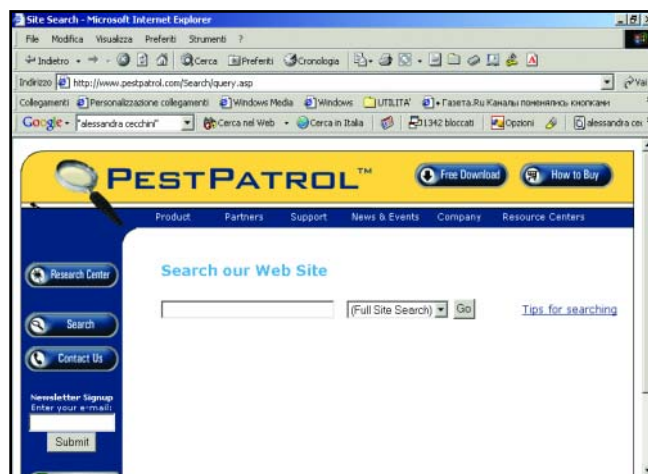 Site Search - Microsoft Internet Explorer
File Modifica Visualizza Preferiti Strumenti ?
Indietro Cerca Preferiti Cronologia
Indirizzo http://www.pestpatrol.com/Search/query.asp Vai
Collegamenti Personalizzazione collegamenti Windows Media Windows UTILITA' Газета.Ru
Google "alessandra cecchini" Cerca nel Web Cerca in Italia 1342 bloccati Opzioni alessandra
PESTPATROL™ Free Download How to Buy
Product Partners Support News & Events Company Resource Centers
Research Center
Search our Web Site
(Full Site Search) Go Tips for searching
Search
Contact Us
Newsletter Signup
Enter your e-mail:
Submit